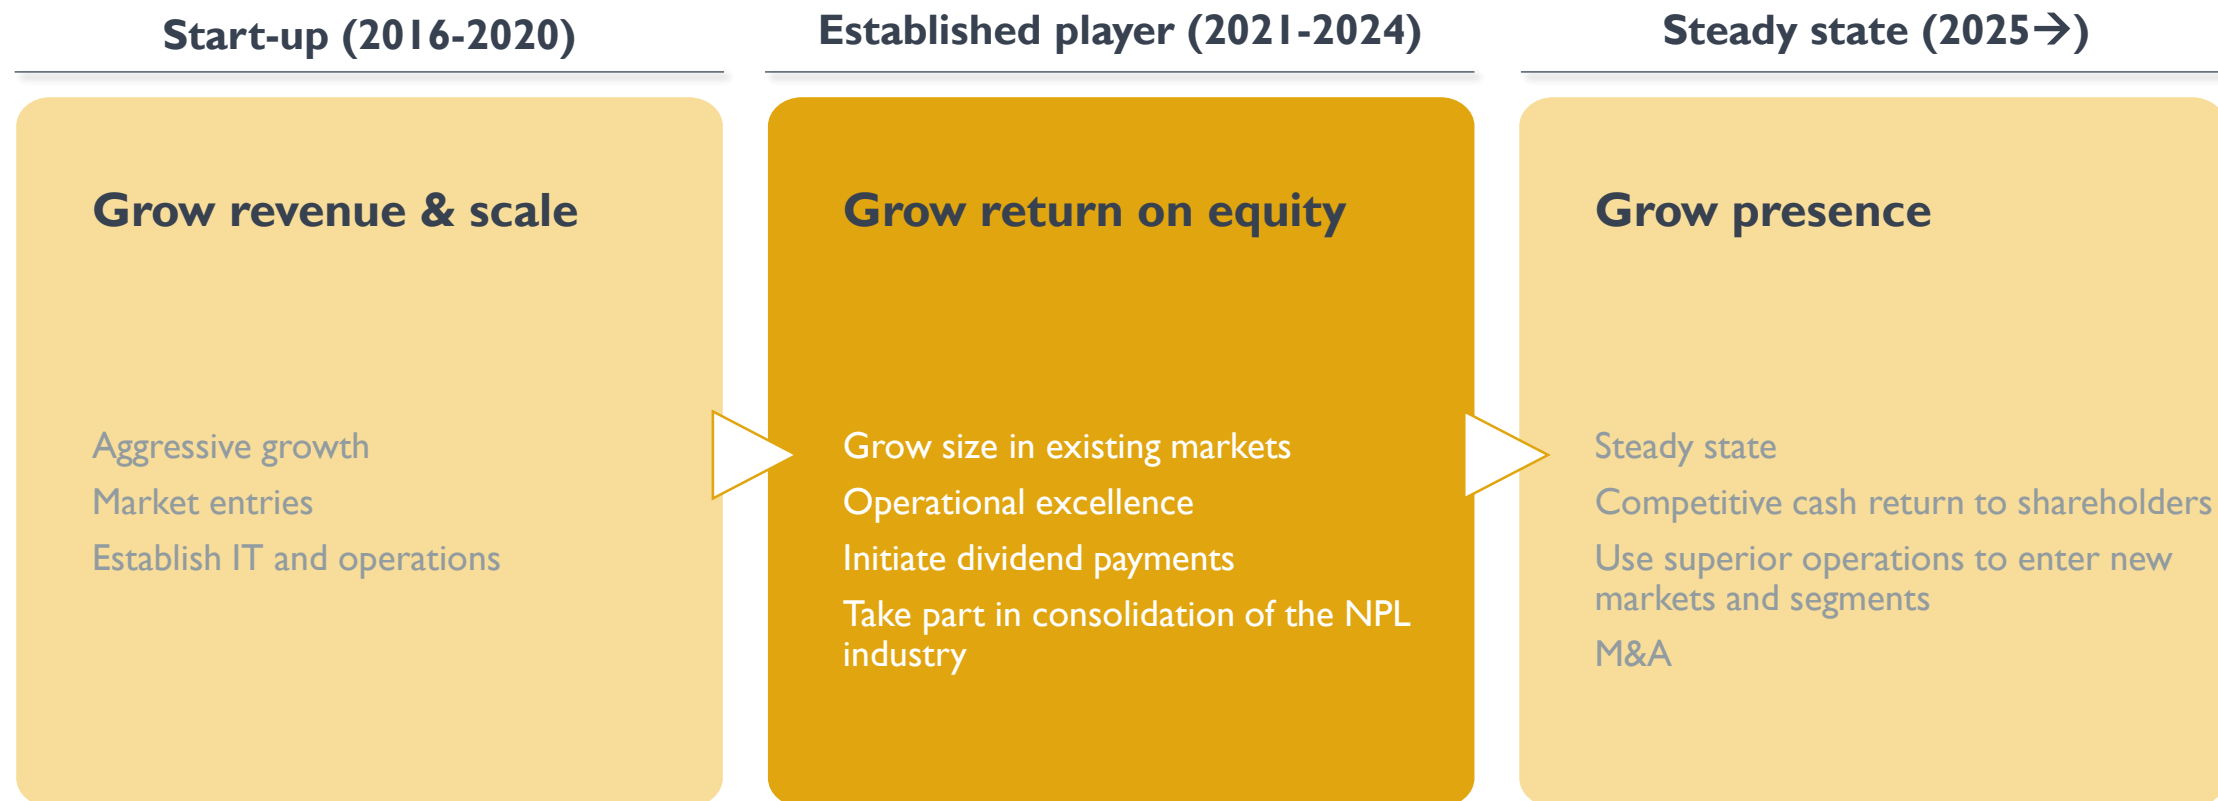 Start-up (2016-2020)
Grow revenue & scale
Aggressive growth
Market entries
Establish IT and operations
Established player (2021-2024)
Grow return on equity
Grow size in existing markets
Operational excellence
Initiate dividend payments
Take part in consolidation of the NPL
industry
Steady state (2025→)
Grow presence
Steady state
Competitive cash return to shareholders
Use superior operations to enter new
markets and segments
M&A